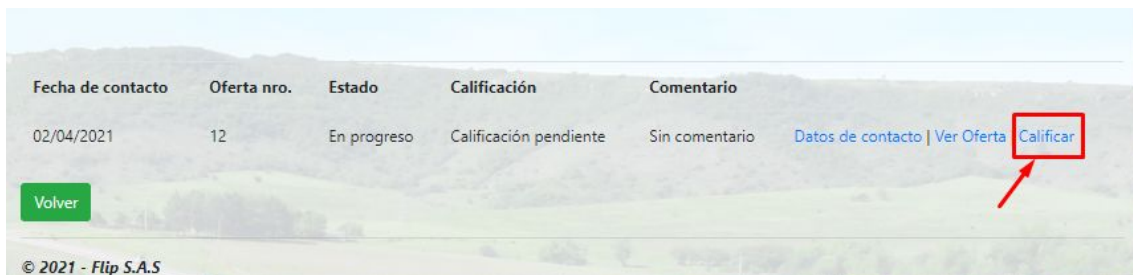 Fecha de contacto Oferta nro. Estado Calificación Comentario
02/04/2021 12 En progreso Calificación pendiente Sin comentario Datos de contacto | Ver Oferta | Calificar
Volver
© 2021 - Flip S.A.S